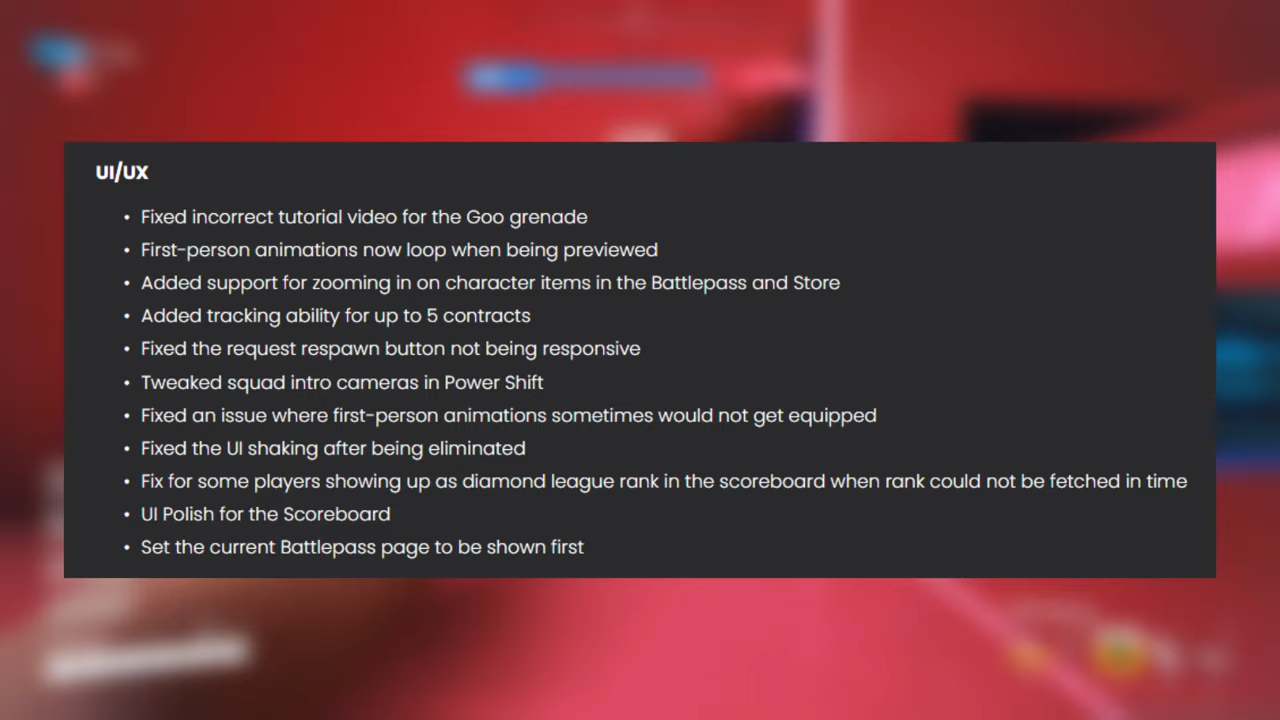 UI/UX
• Fixed incorrect tutorial video for the Goo grenade
• First-person animations now loop when being previewed
• Added support for zooming in on character items in the Battlepass and Store
• Added tracking ability for up to 5 contracts
• Fixed the request respawn button not being responsive
• Tweaked squad intro cameras in Power Shift
• Fixed an issue where first-person animations sometimes would not get equipped
• Fixed the UI shaking after being eliminated
• Fix for some players showing up as diamond league rank in the scoreboard when rank could not be fetched in time
• UI Polish for the Scoreboard
• Set the current Battlepass page to be shown first